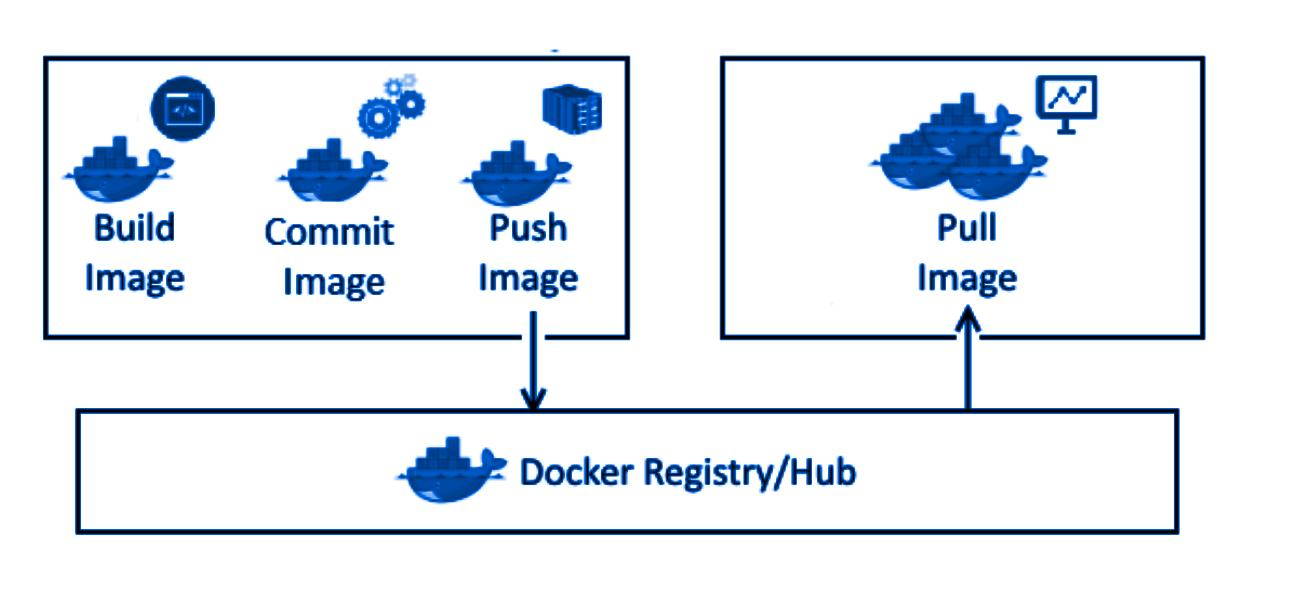 Build
Image
Commit
Image
Push
Image
Pull
Image
Docker Registry/Hub